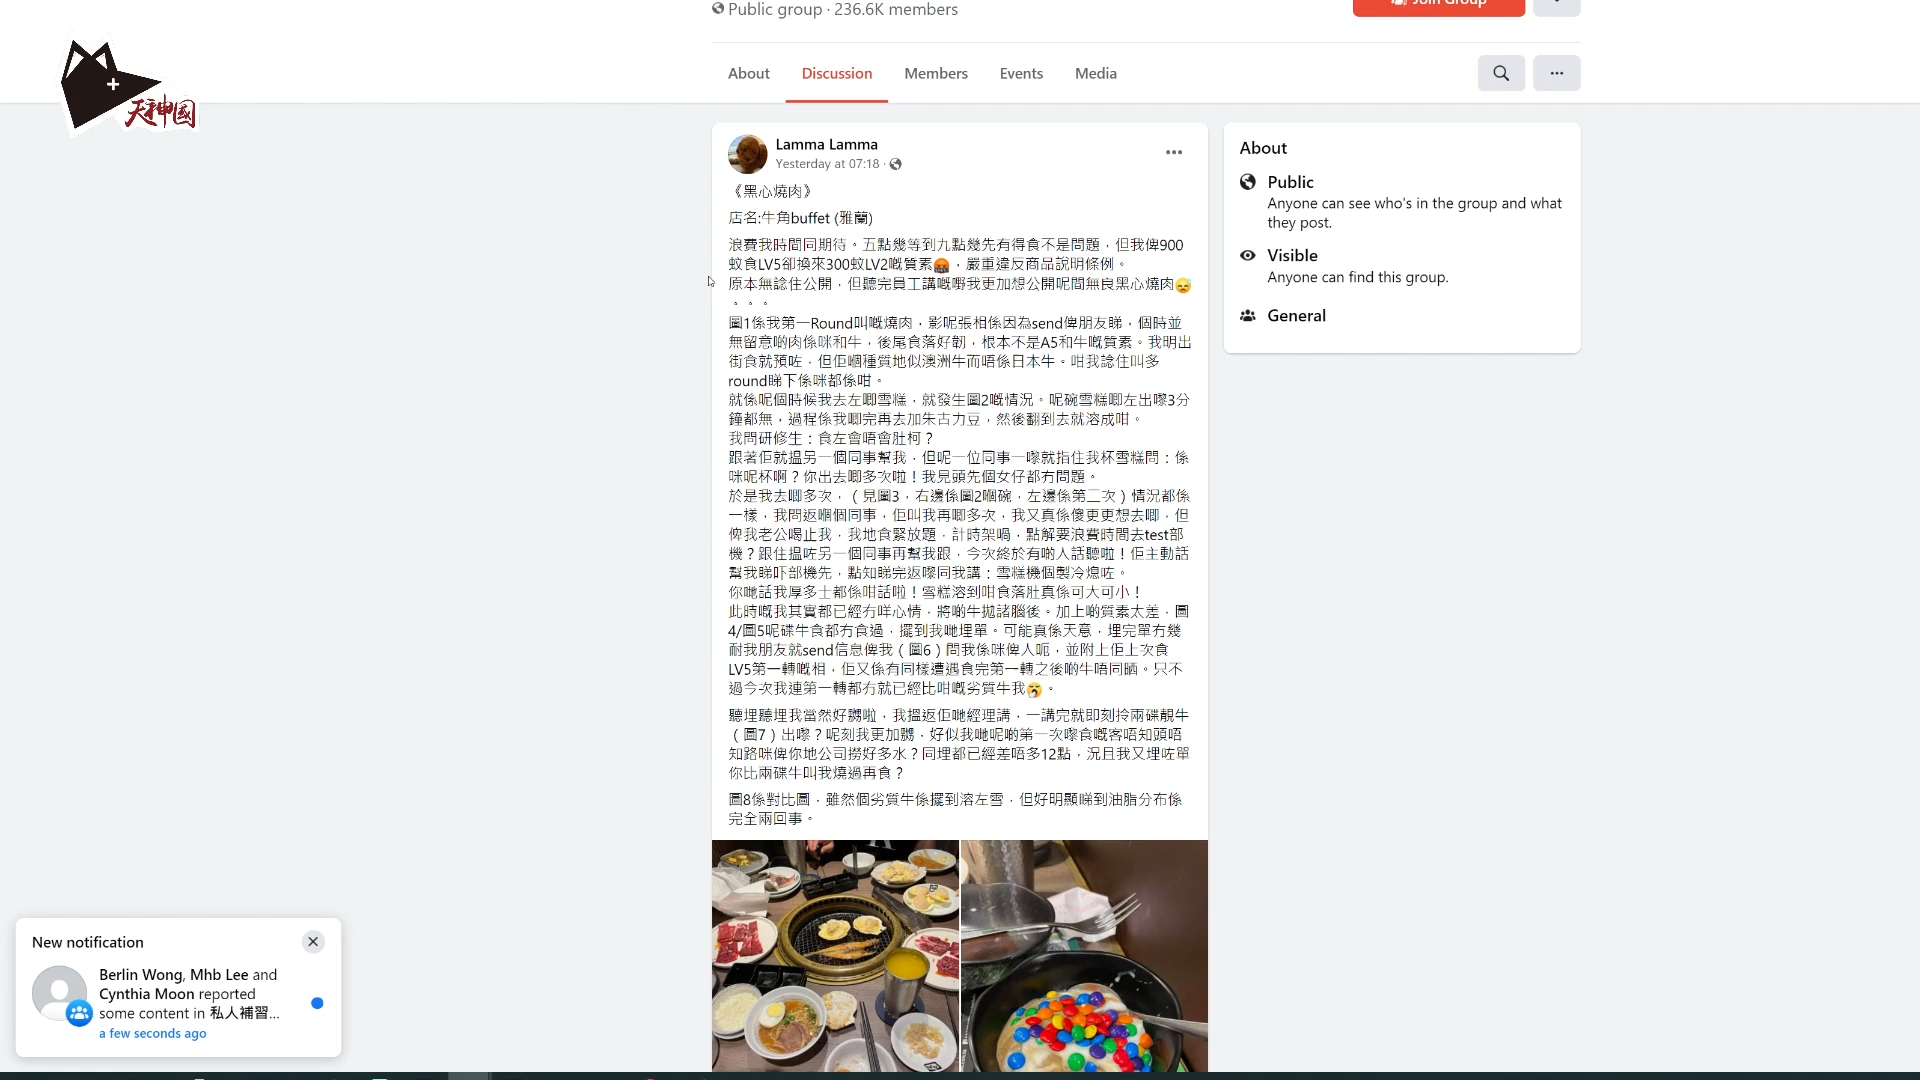 Public group · 236.6K members
Join Group
About
Discussion
Members
Events
Media
天神国
Lamma Lamma
Yesterday at 07:18 ·
《黑心燒肉》
店名:牛角buffet (雅蘭)
浪費我時間同期待。五點幾等到九點幾先有得食不是問題，但我俾900
蚊食LV5卻換來300蚊LV2嘅質素🤬，嚴重違反商品說明條例。
原本無諗住公開，但聽完員工講嘅嘢我更加想公開呢間無良黑心燒肉😓
。。。
圖1係我第一Round叫嘅燒肉，影呢張相係因為send俾朋友睇，個時並
無留意啲肉係咪和牛，後尾食落好韌，根本不是A5和牛嘅質素。我明出
街食就預咗，但佢嗰種質地似澳洲牛而唔係日本牛。咁我諗住叫多
round睇下係咪都係咁。
就係呢個時候我去左唧雪糕，就發生圖2嘅情況。呢碗雪糕唧左出嚟3分
鐘都無，過程係我唧完再去加朱古力豆，然後翻到去就溶成咁。
我問研修生：食左會唔會肚柯？
跟著佢就搵另一個同事幫我，但呢一位同事一嚟就指住我杯雪糕問：係
咪呢杯啊？你出去唧多次啦！我見頭先個女仔都冇問題。
於是我去唧多次，（見圖3，右邊係圖2嗰碗，左邊係第二次）情況都係
一樣，我問返嗰個同事，佢叫我再唧多次，我又真係傻更更想去唧，但
俾我老公喝止我，我地食緊放題，計時架喎，點解要浪費時間去test部
機？跟住搵咗另一個同事再幫我跟，今次終於有啲人話聽啦！佢主動話
幫我睇吓部機先，點知睇完返嚟同我講：雪糕機個製冷熄咗。
你哋話我厚多士都係咁話啦！雪糕溶到咁食落肚真係可大可小！
此時嘅我其實都已經冇咩心情，將啲牛拋諸腦後。加上啲質素太差，圖
4/圖5呢碟牛食都冇食過，擺到我哋埋單。可能真係天意，埋完單冇幾
耐我朋友就send信息俾我（圖6）問我係咪俾人呃，並附上佢上次食
LV5第一轉嘅相，佢又係有同樣遭遇食完第一轉之後啲牛唔同晒。只不
過今次我連第一轉都冇就已經比咁嘅劣質牛我😭。
聽埋聽埋我當然好嬲啦，我搵返佢哋經理講，一講完就即刻拎兩碟靚牛
（圖7）出嚟？呢刻我更加嬲，好似我哋呢啲第一次嚟食嘅客唔知頭唔
知路咪俾你地公司撈好多水？同埋都已經差唔多12點，況且我又埋咗單
你比兩碟牛叫我燒過再食？
圖8係對比圖，雖然個劣質牛係擺到溶左雪，但好明顯睇到油脂分布係
完全兩回事。
About
Public
Anyone can see who's in the group and what
they post.
Visible
Anyone can find this group.
General
New notification
Berlin Wong, Mhb Lee and
Cynthia Moon reported
some content in 私人補習...
a few seconds ago